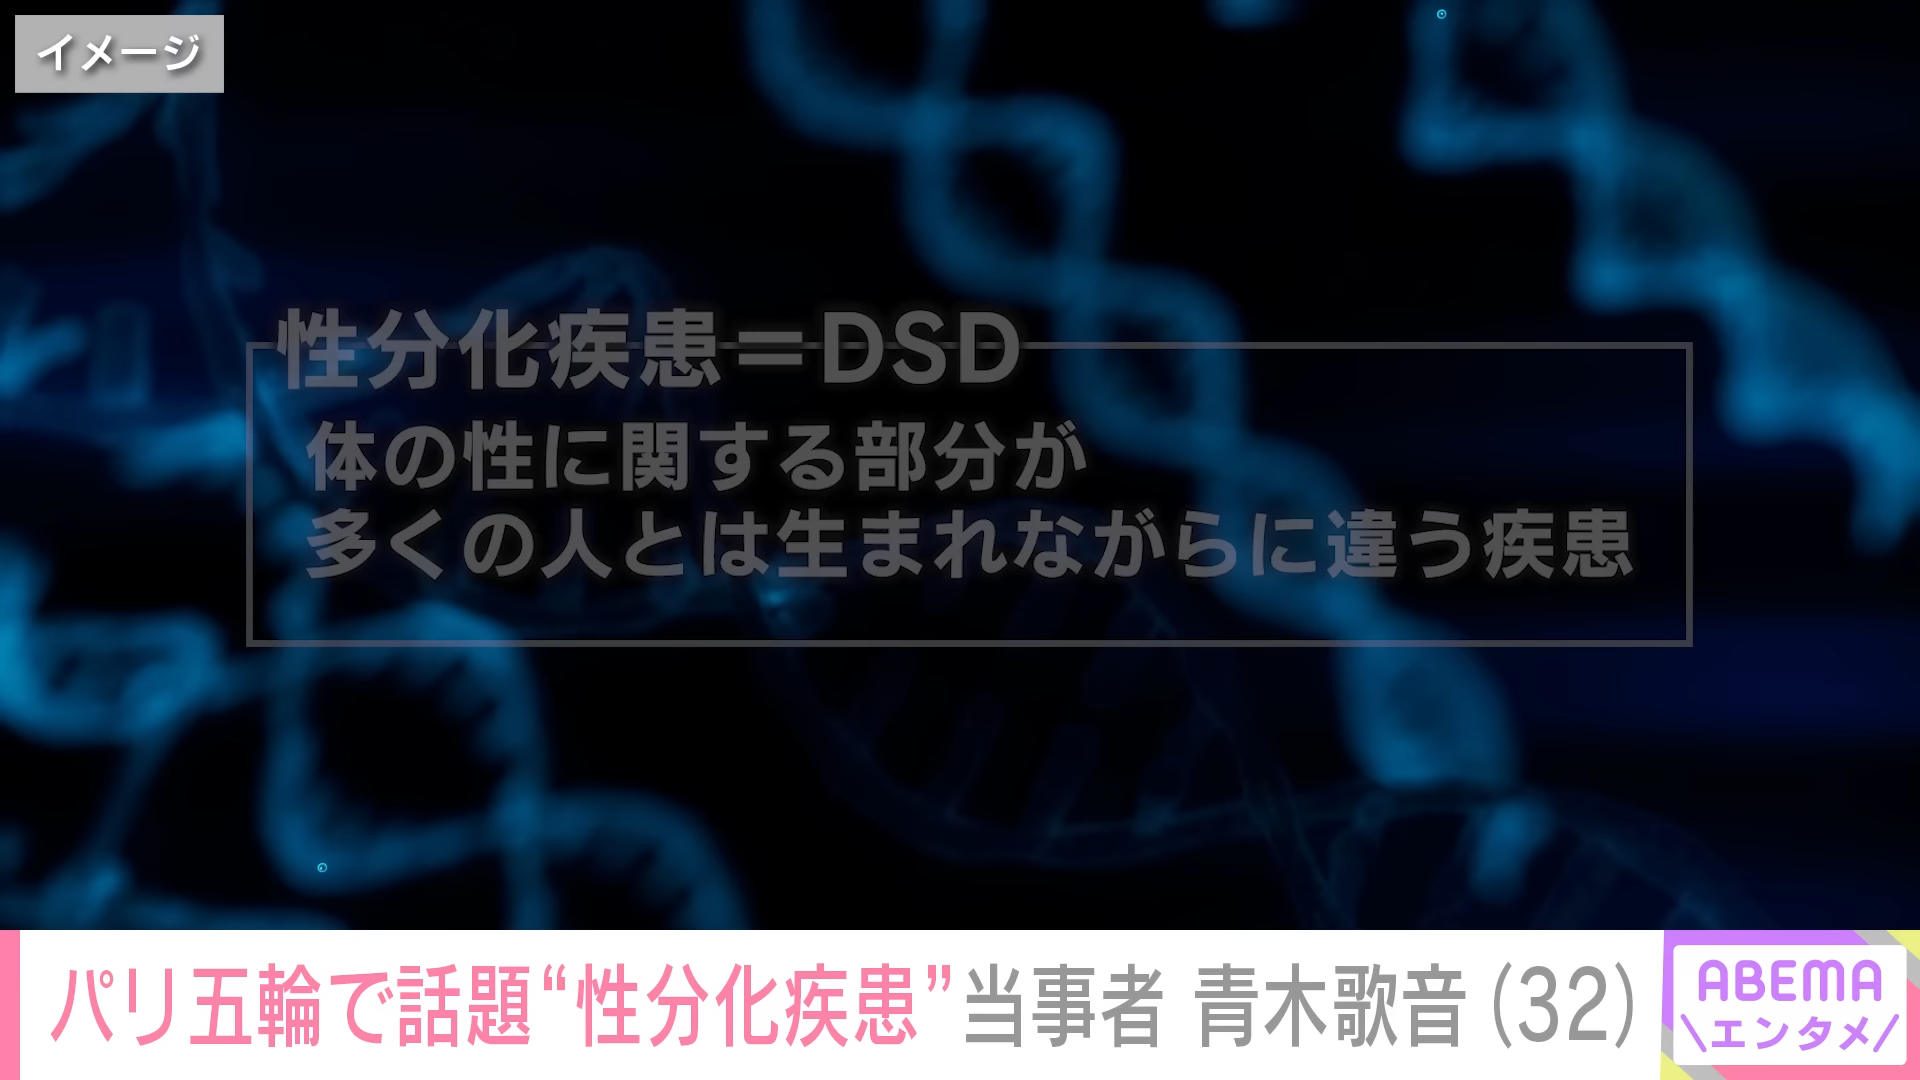 イメージ
性分化疾患＝DSD
体の性に関する部分が
多くの人とは生まれながらに違う疾患
パリ五輪で話題“性分化疾患”当事者 青木歌音(32)
ABEMA
\エンタメ/